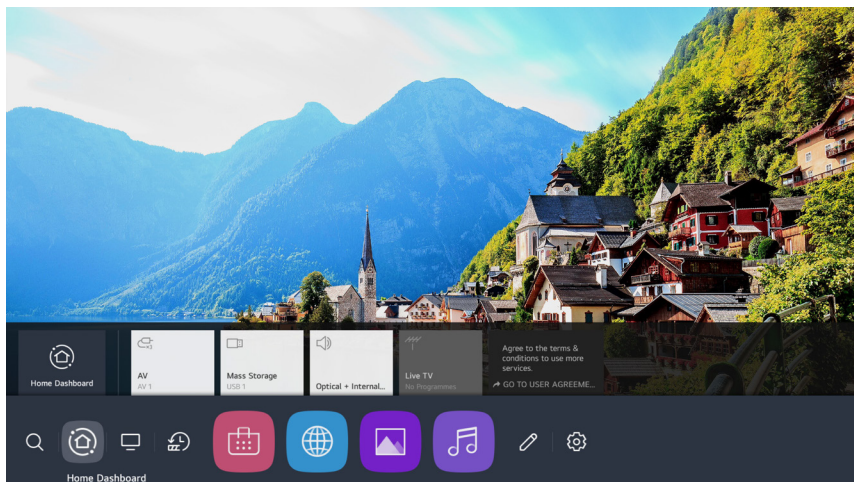 Home Dashboard
AV
AV 1
Mass Storage
USB 1
Optical + Internal...
Live TV
No Programmes
Agree to the terms &
conditions to use more
services.
GO TO USER AGREEME...
Home Dashboard